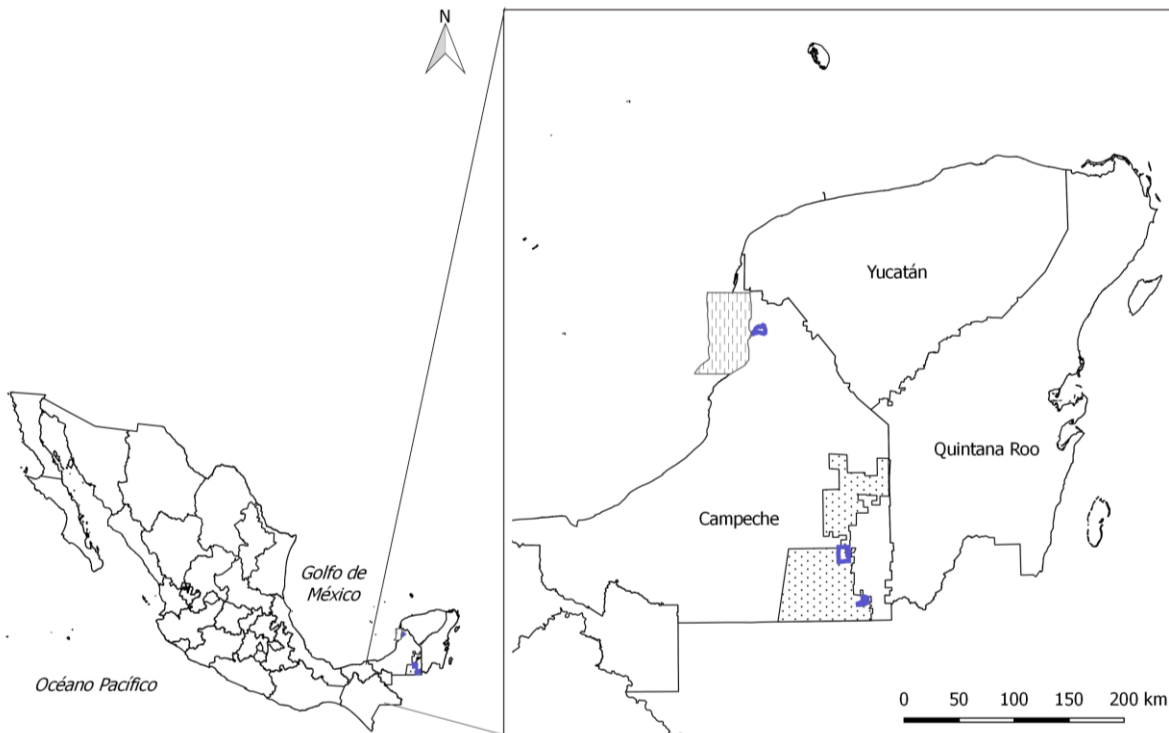 N
Yucatán
Quintana Roo
Campeche
Golfo de
México
Océano Pacífico
0 50 100 150 200 km